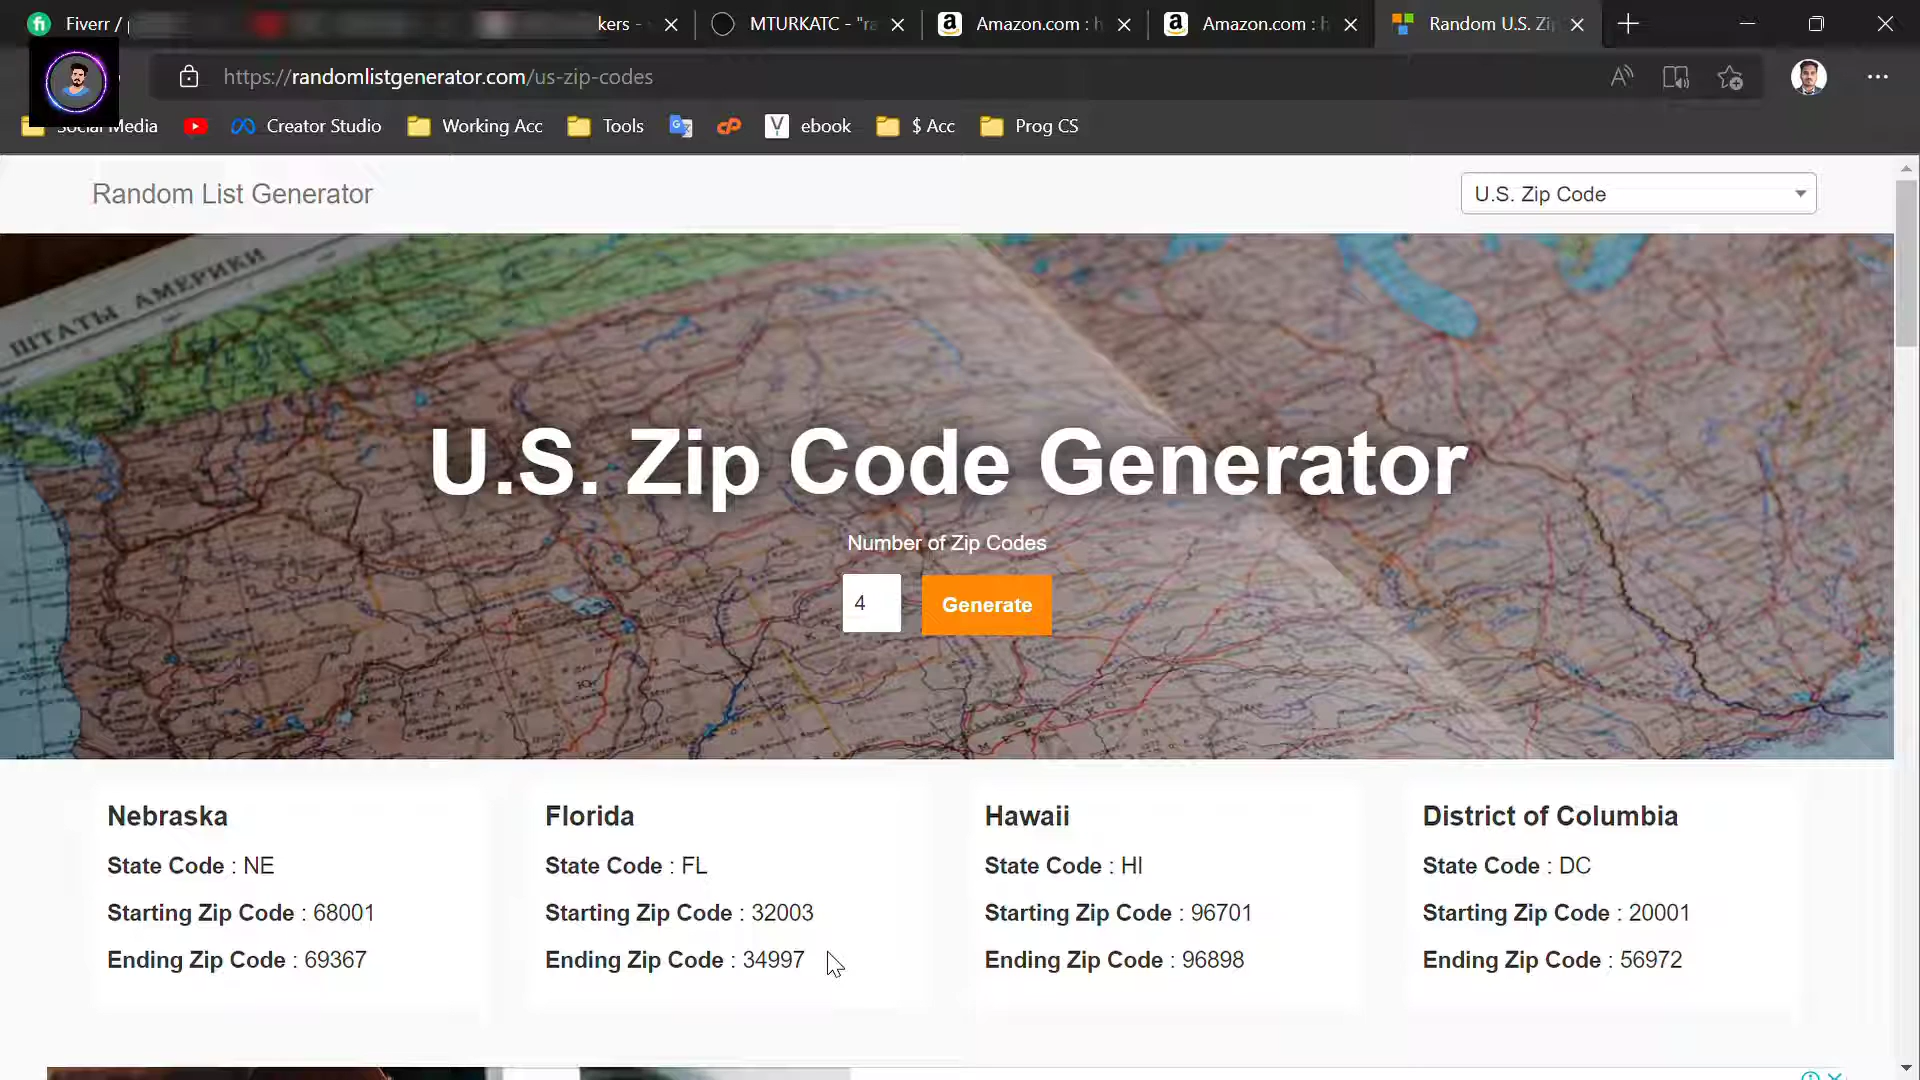 Fiverr /
kers -
MTURKATC - "ra
Amazon.com : h
Amazon.com : h
Random U.S. Zip
https://randomlistgenerator.com/us-zip-codes
Social Media
Creator Studio
Working Acc
Tools
ebook
$ Acc
Prog CS
Random List Generator
U.S. Zip Code
ШТАТЫ АМЕРИКИ
U.S. Zip Code Generator
Number of Zip Codes
4
Generate
Nebraska
State Code : NE
Starting Zip Code : 68001
Ending Zip Code : 69367
Florida
State Code : FL
Starting Zip Code : 32003
Ending Zip Code : 34997
Hawaii
State Code : HI
Starting Zip Code : 96701
Ending Zip Code : 96898
District of Columbia
State Code : DC
Starting Zip Code : 20001
Ending Zip Code : 56972